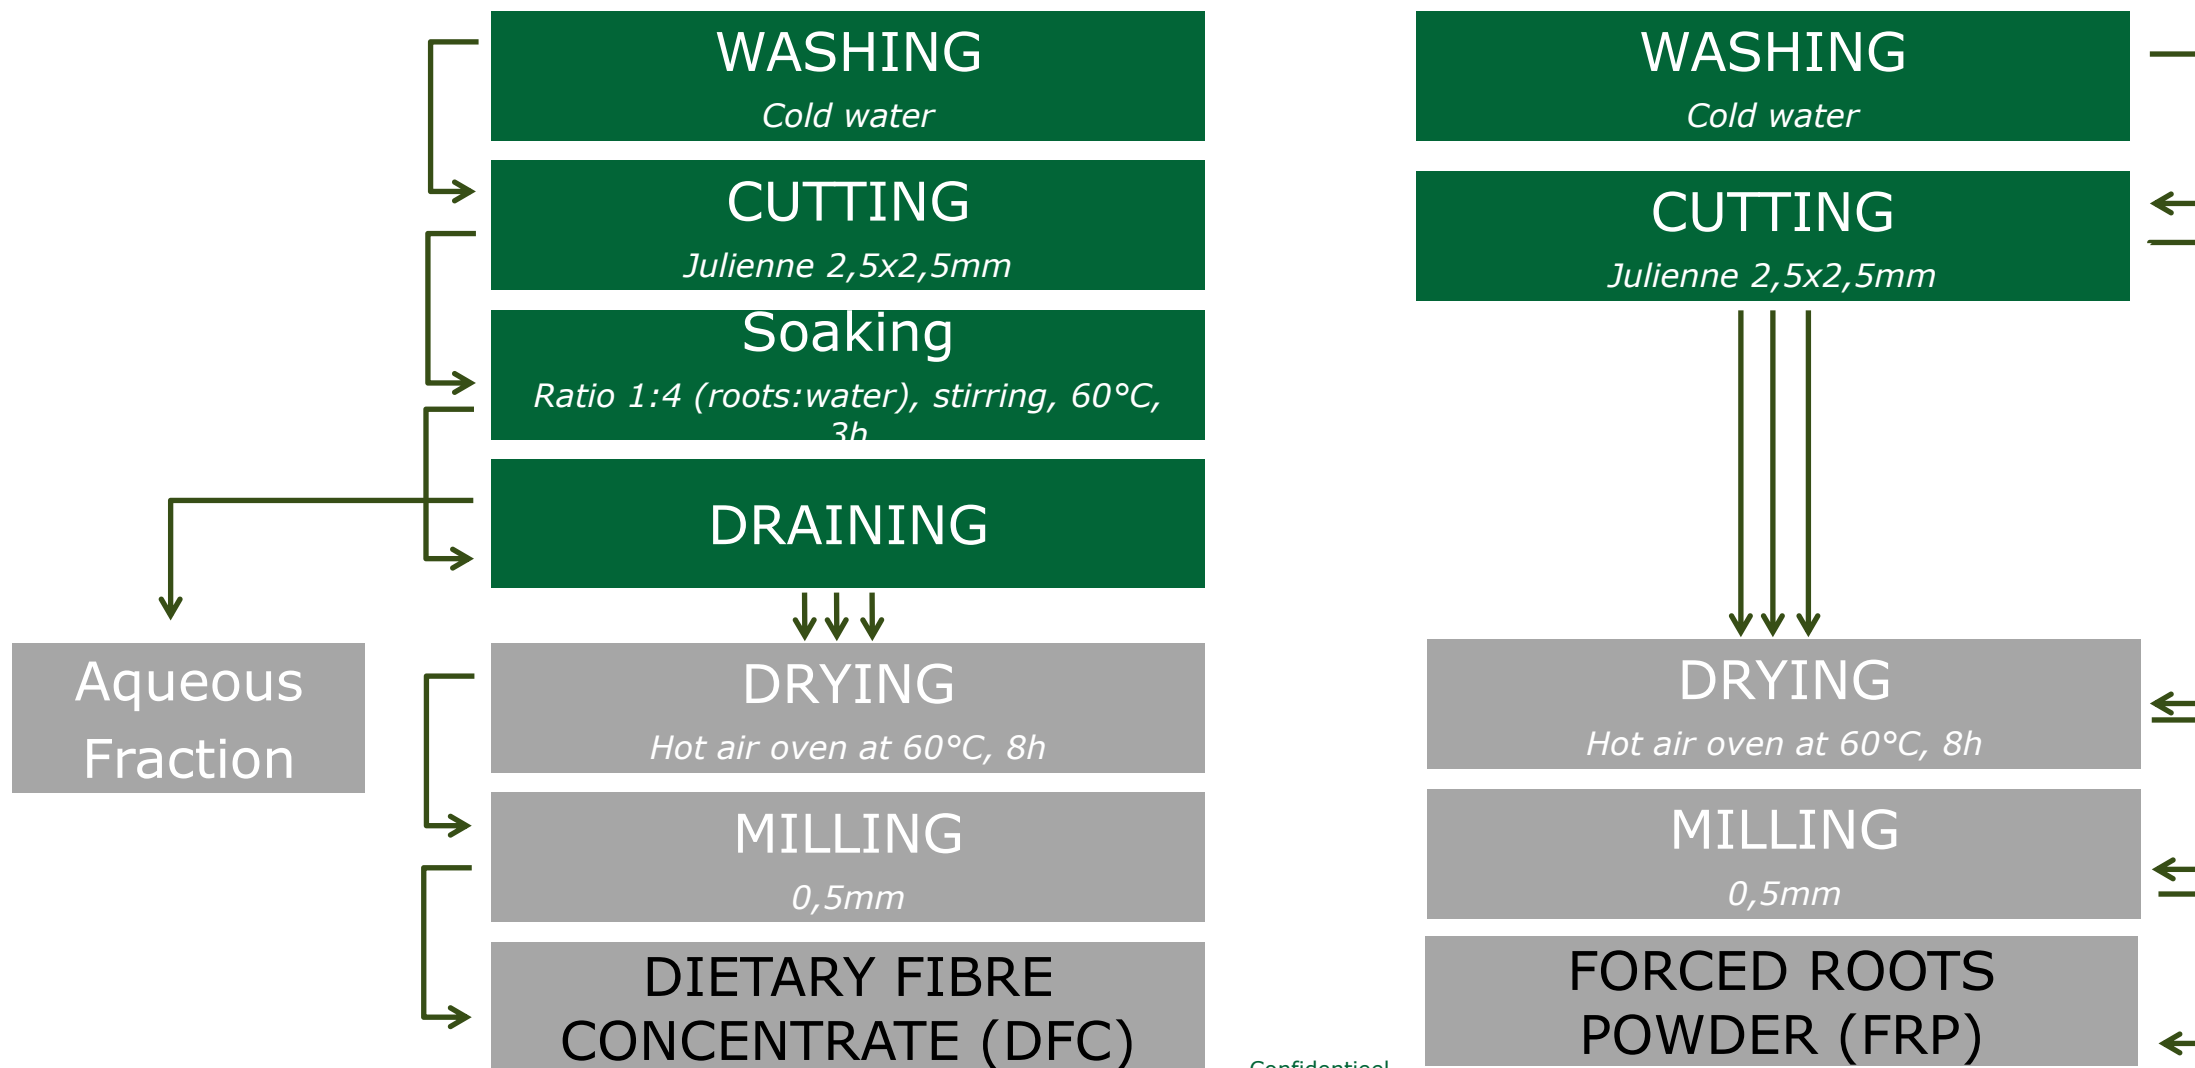 WASHING
Cold water
CUTTING
Julienne 2,5x2,5mm
Soaking
Ratio 1:4 (roots:water), stirring, 60°C,
3h
DRAINING
Aqueous
Fraction
DRYING
Hot air oven at 60°C, 8h
MILLING
0,5mm
DIETARY FIBRE
CONCENTRATE (DFC)
WASHING
Cold water
CUTTING
Julienne 2,5x2,5mm
DRYING
Hot air oven at 60°C, 8h
MILLING
0,5mm
FORCED ROOTS
POWDER (FRP)
Confidentieel